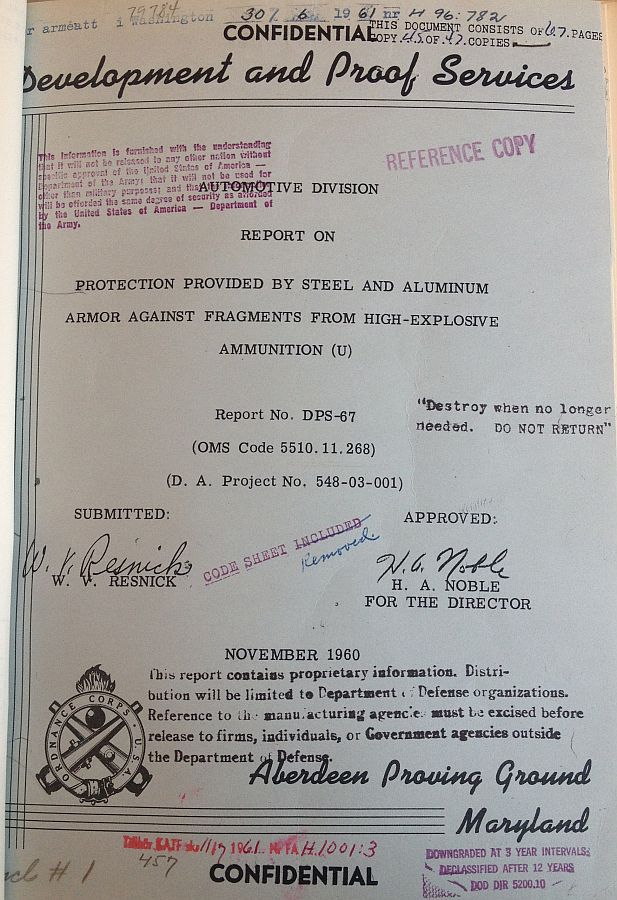 79784
r armeatt i Washington 30/ 6 1961 nr H 96: 782
CONFIDENTIAL
THIS DOCUMENT CONSISTS OF 67 PAGES
COPY 45 OF 47 COPIES
Development and Proof Services
This information is furnished with the understanding
that it will not be released to any other nation without
specific approval of the United States of America —
Department of the Army; that it will not be used for
other than military purposes; and that
will be afforded the same degree of security as afforded
by the United States of America — Department of
the Army.
REFERENCE COPY
AUTOMOTIVE DIVISION
REPORT ON
PROTECTION PROVIDED BY STEEL AND ALUMINUM
ARMOR AGAINST FRAGMENTS FROM HIGH-EXPLOSIVE
AMMUNITION (U)
Report No. DPS-67
(OMS Code 5510.11.268)
(D. A. Project No. 548-03-001)
"Destroy when no longer
needed. DO NOT RETURN"
SUBMITTED:
APPROVED:
W. V. Resnick
W. V. RESNICK
CODE SHEET INCLUDED
Removed.
H. A. Noble
H. A. NOBLE
FOR THE DIRECTOR
NOVEMBER 1960
This report contains proprietary information. Distri-
bution will be limited to Department of Defense organizations.
Reference to the manufacturing agencies must be excised before
release to firms, individuals, or Government agencies outside
the Department of Defense.
ORDNANCE CORPS U.S.A.
Aberdeen Proving Ground
Maryland
Tillhör KATF 1961 H 1001:3
457
CONFIDENTIAL
# 1
DOWNGRADED AT 3 YEAR INTERVALS;
DECLASSIFIED AFTER 12 YEARS
DOD DIR 5200.10